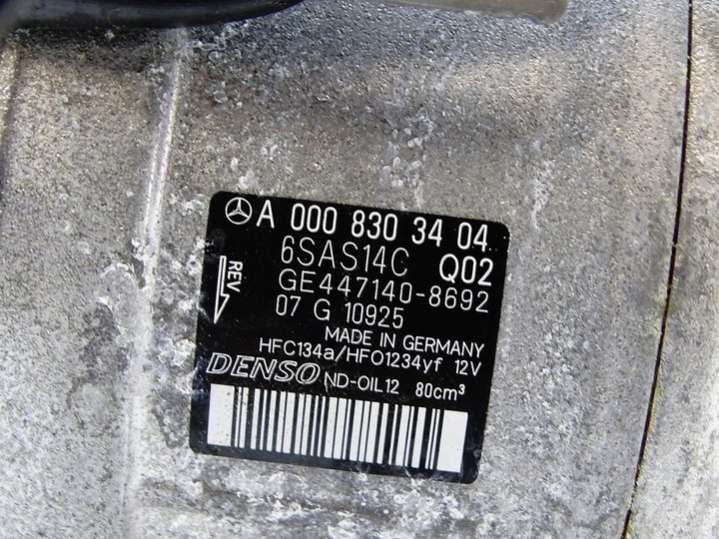 A 000 830 34 04
6SAS14C Q02
GE447140-8692
REV
07 G 10925
MADE IN GERMANY
HFC134a/HFO1234yf 12V
DENSO ND-OIL12 80cm³